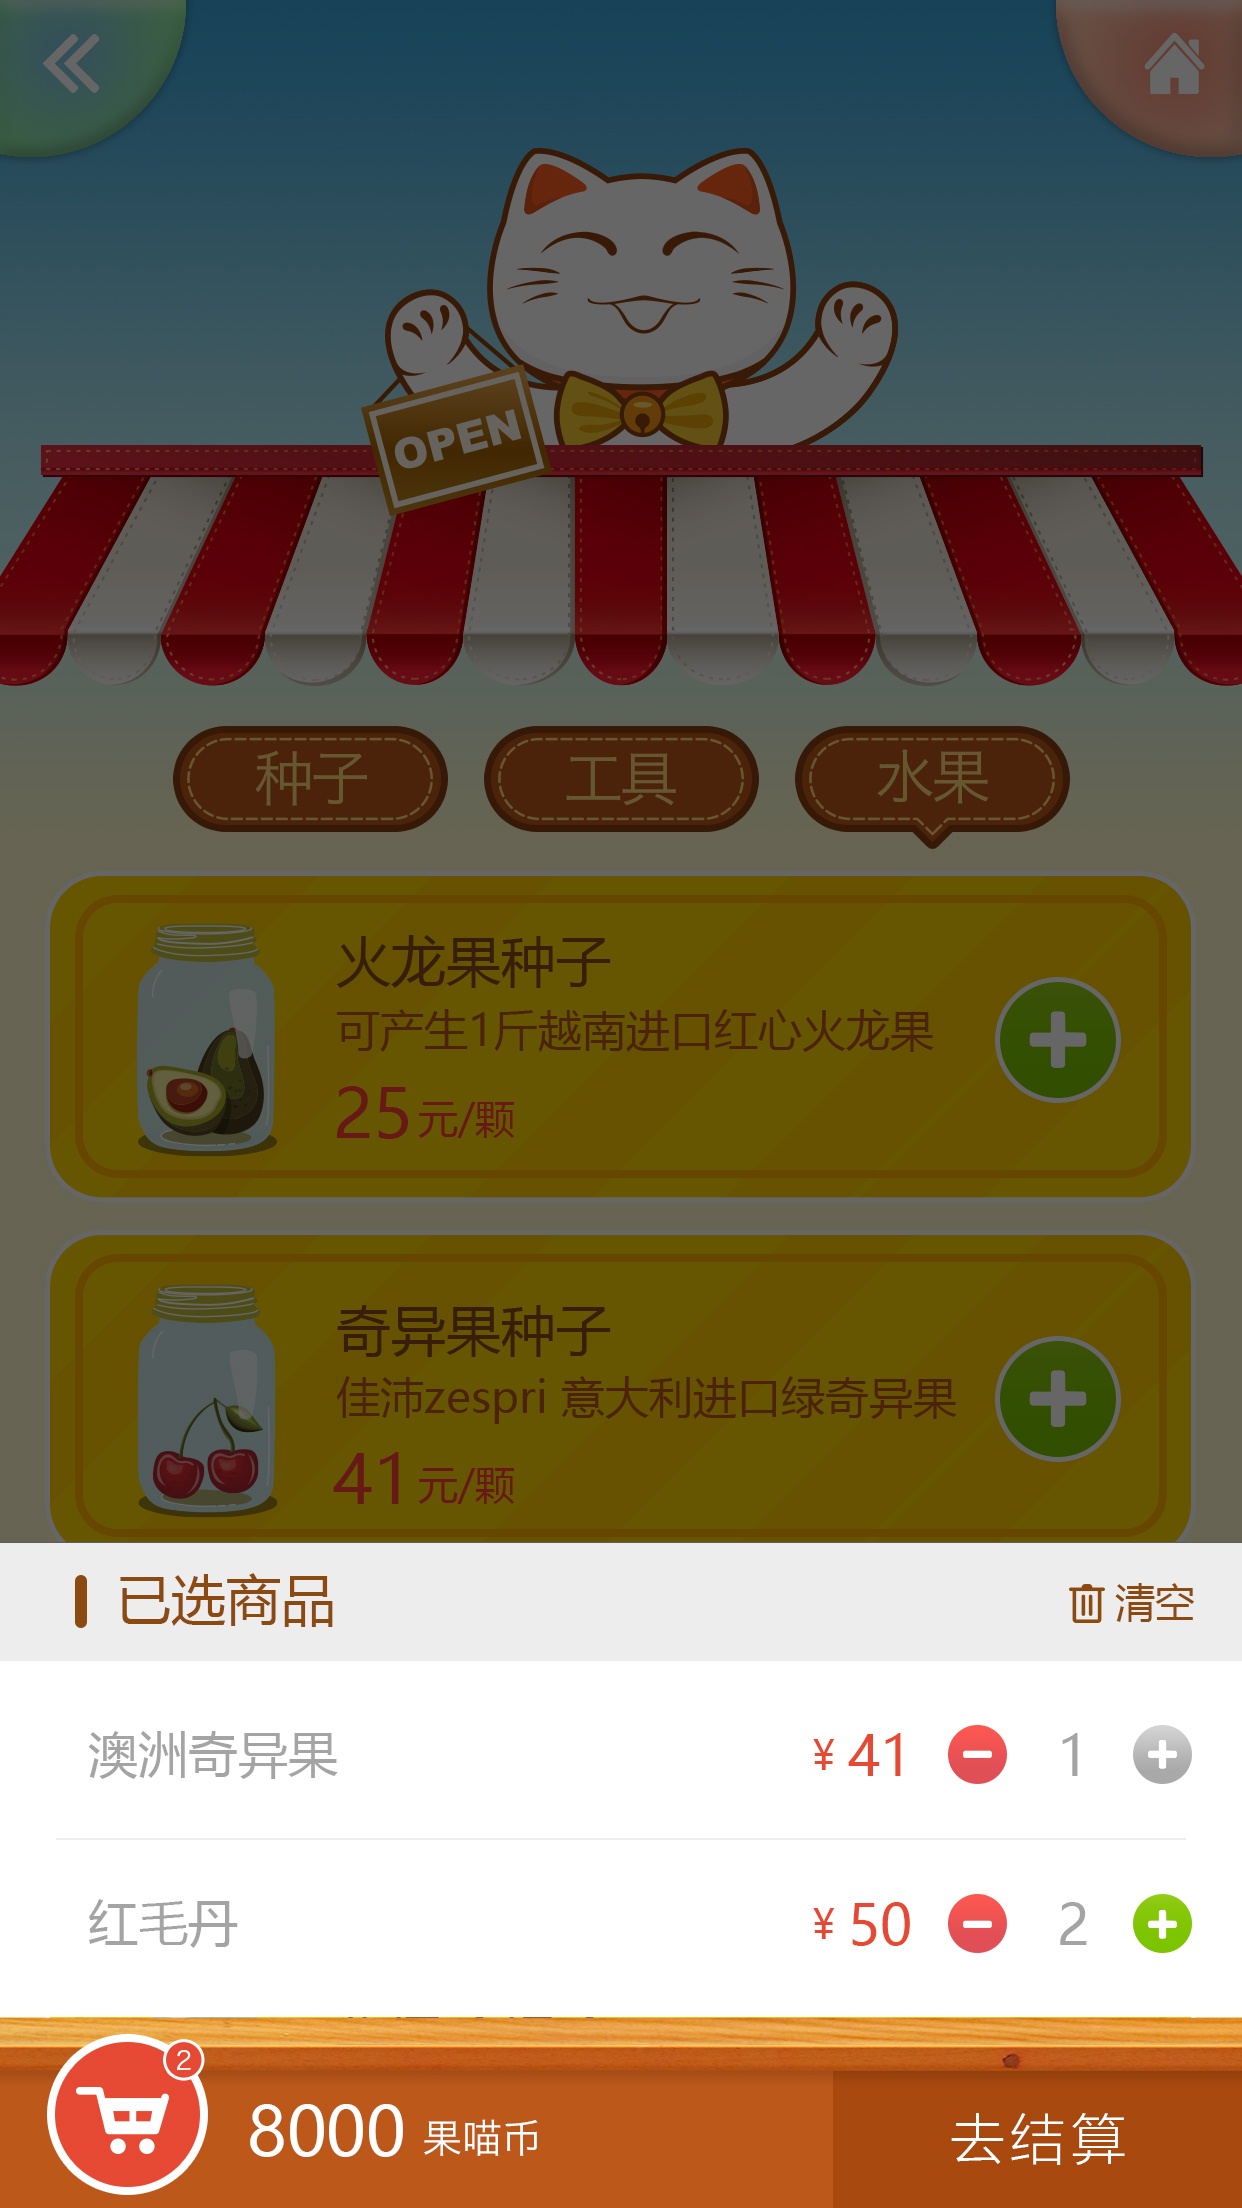 OPEN
种子
工具
水果
火龙果种子
可产生1斤越南进口红心火龙果
25元/颗
奇异果种子
佳沛zespri 意大利进口绿奇异果
41元/颗
已选商品
清空
澳洲奇异果 ¥ 41 1
红毛丹 ¥ 50 2
2
8000 果喵币
去结算